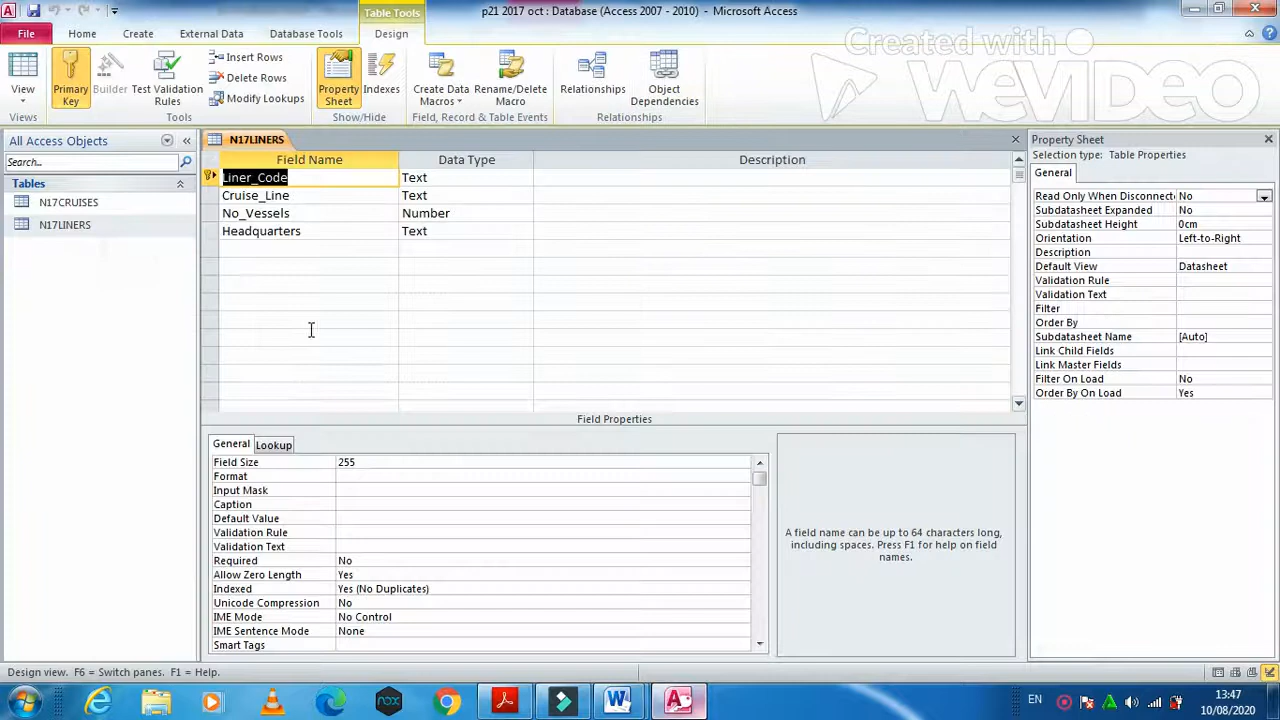 p21 2017 oct : Database (Access 2007 - 2010) - Microsoft Access
Table Tools
File
Home
Create
External Data
Database Tools
Design
Created with
WeVideo
View
Primary Key
Builder
Test Validation Rules
Insert Rows
Delete Rows
Modify Lookups
Property Sheet
Indexes
Create Data Macros
Rename/Delete Macro
Relationships
Object Dependencies
Views
Tools
Show/Hide
Field, Record & Table Events
Relationships
All Access Objects
Search...
Tables
N17CRUISES
N17LINERS
N17LINERS
Field Name Data Type Description
Liner_Code Text
Cruise_Line Text
No_Vessels Number
Headquarters Text
Field Properties
General Lookup
Field Size 255
Format
Input Mask
Caption
Default Value
Validation Rule
Validation Text
Required No
Allow Zero Length Yes
Indexed Yes (No Duplicates)
Unicode Compression No
IME Mode No Control
IME Sentence Mode None
Smart Tags
A field name can be up to 64 characters long,
including spaces. Press F1 for help on field
names.
Property Sheet
Selection type: Table Properties
General
Read Only When Disconnecte No
Subdatasheet Expanded No
Subdatasheet Height 0cm
Orientation Left-to-Right
Description
Default View Datasheet
Validation Rule
Validation Text
Filter
Order By
Subdatasheet Name [Auto]
Link Child Fields
Link Master Fields
Filter On Load No
Order By On Load Yes
Design view. F6 = Switch panes. F1 = Help.
nox
W
A
EN
13:47
10/08/2020